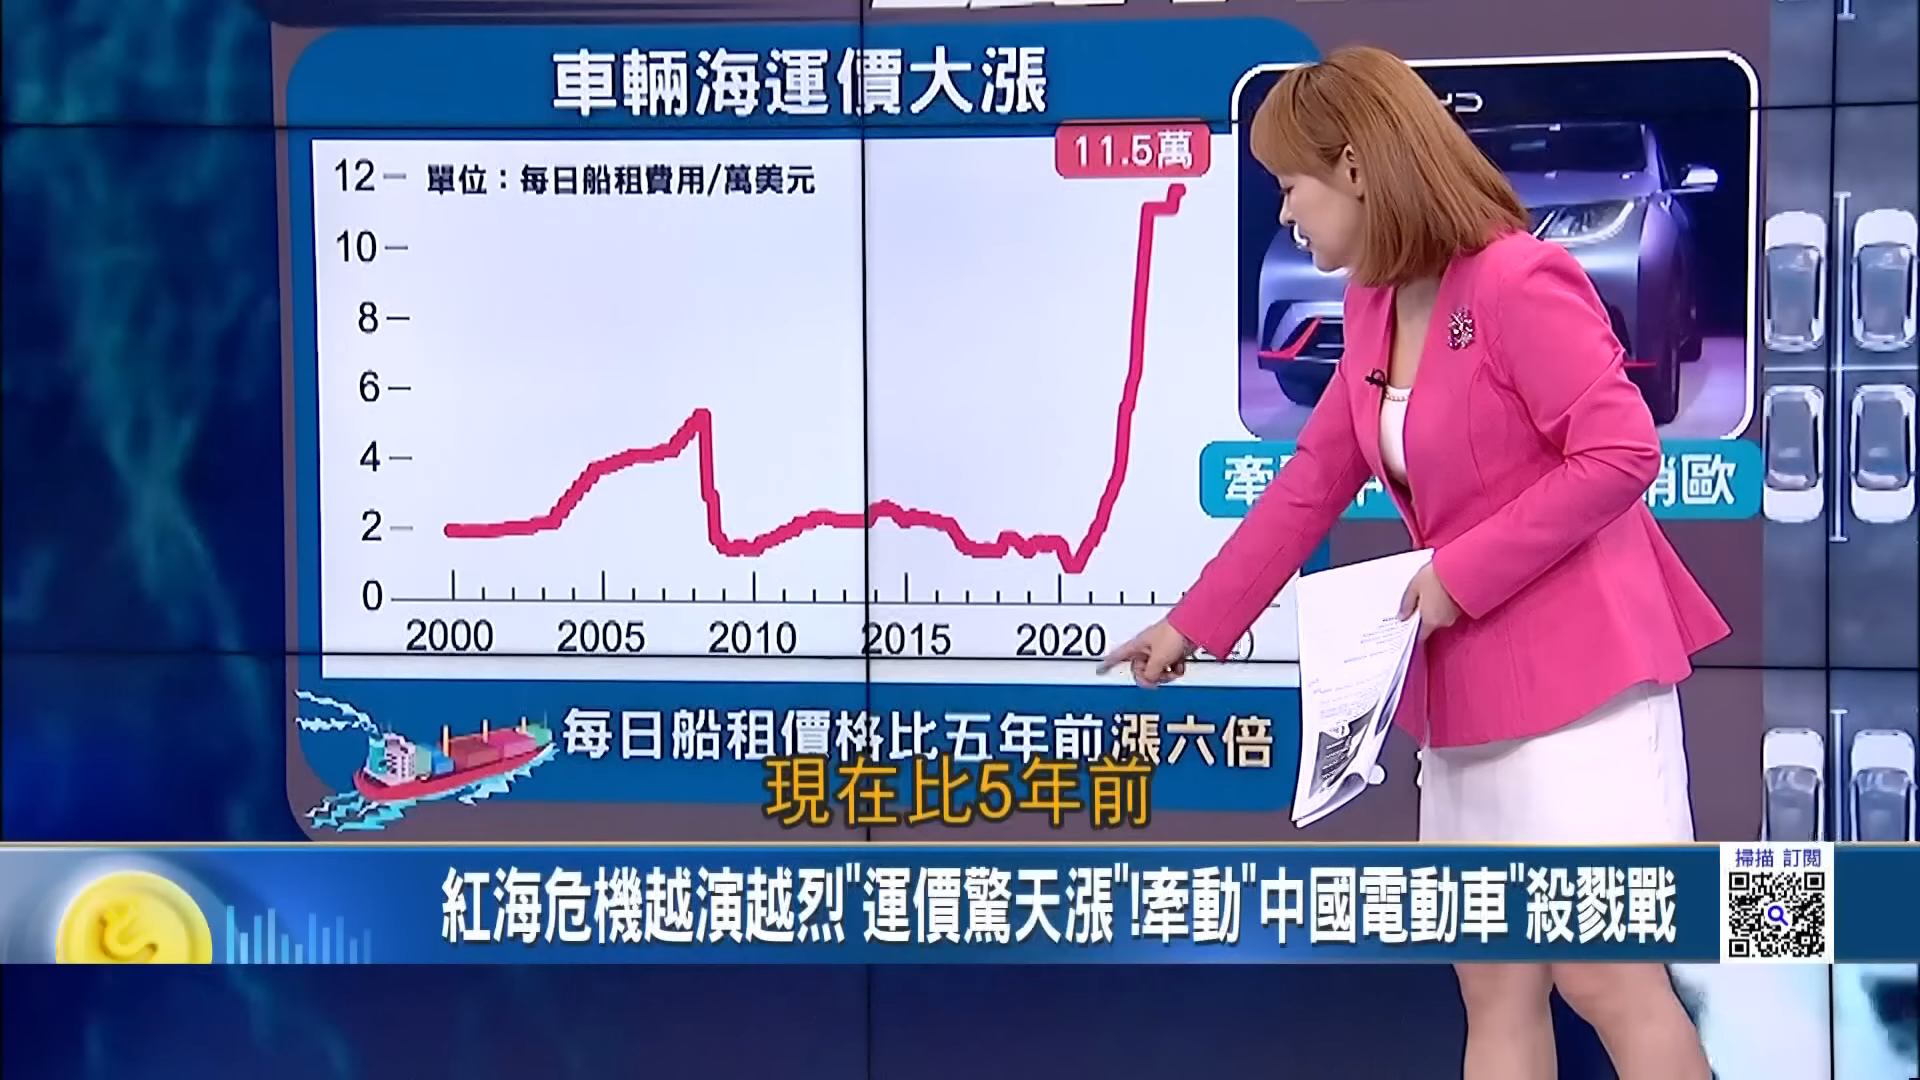 車輛海運價大漲
11.5萬
單位：每日船租費用/萬美元
12
10
8
6
4
2
0
2000 2005 2010 2015 2020
銷歐
每日船租價格比五年前漲六倍
現在比5年前
紅海危機越演越烈"運價驚天漲"!牽動"中國電動車"殺戮戰
掃描 訂閱